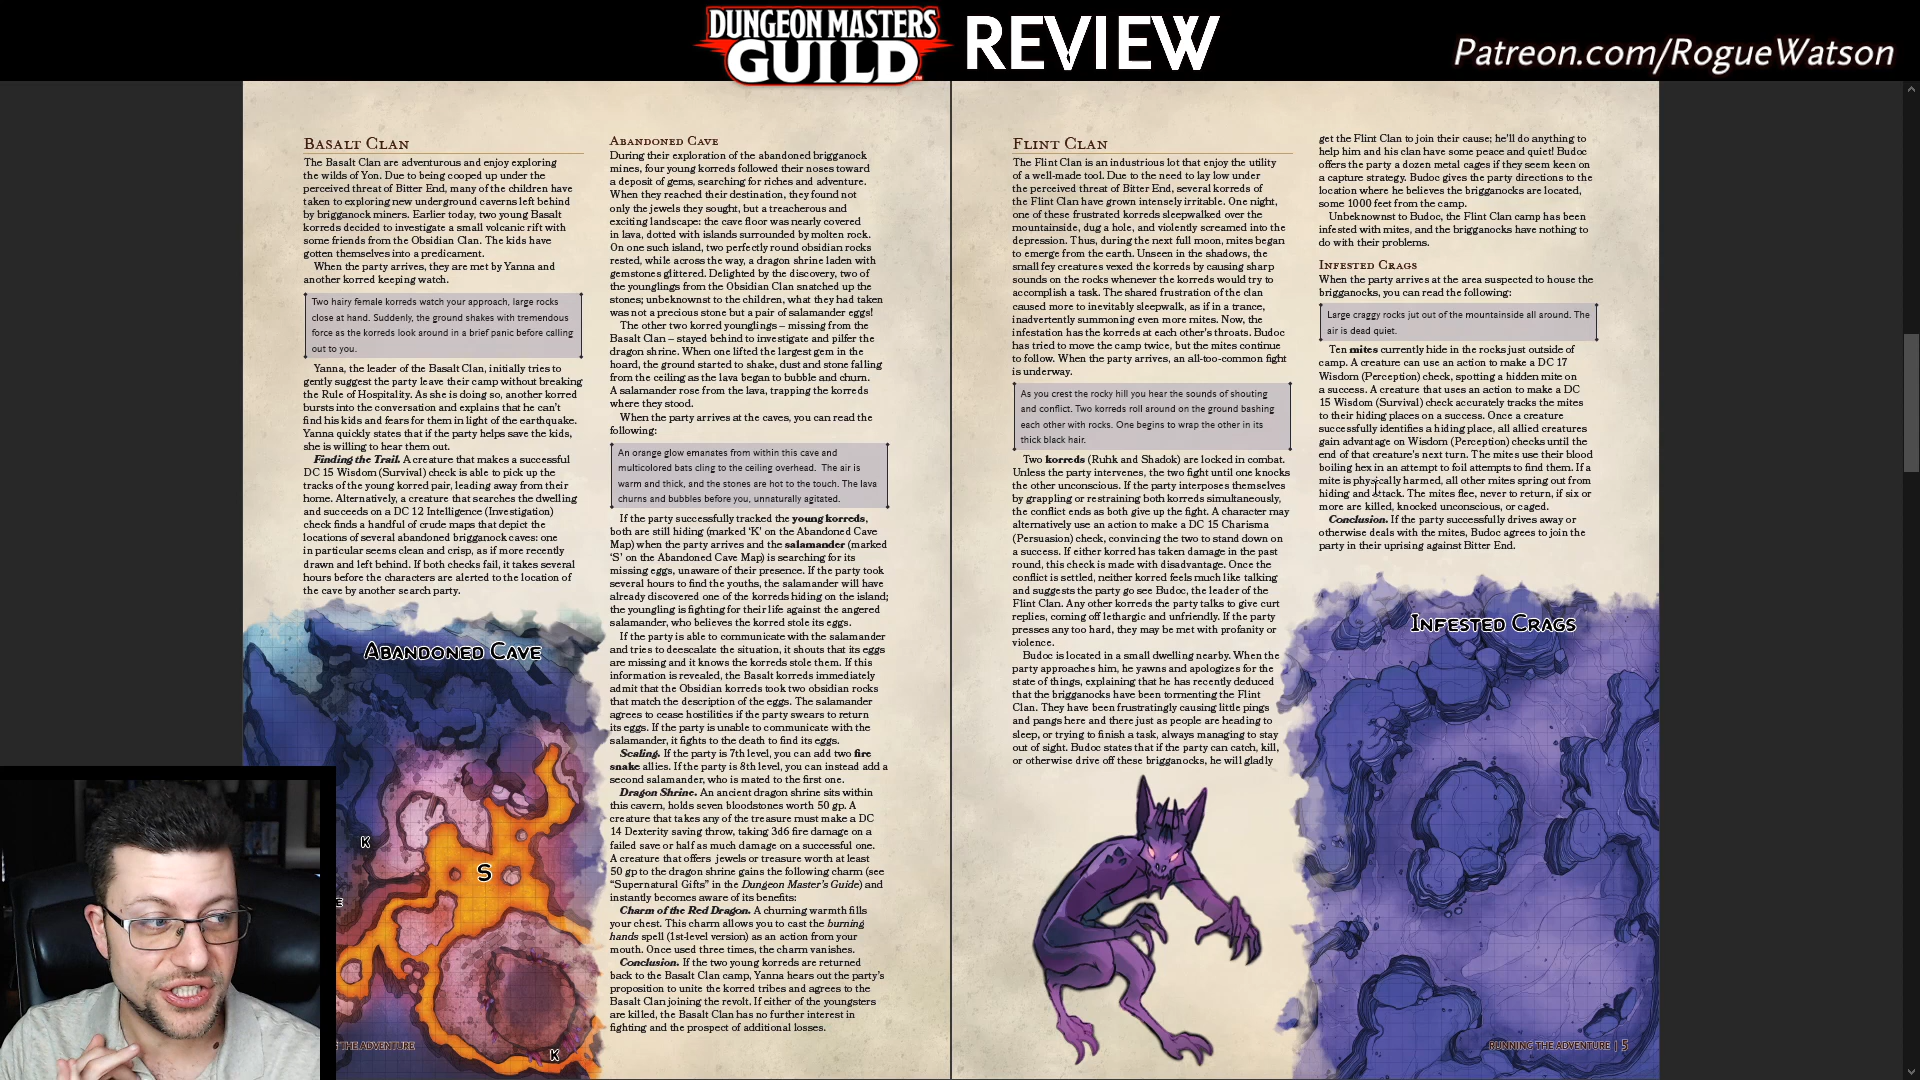 DUNGEON MASTERS
GUILD
REVIEW
Patreon.com/RogueWatson
Basalt Clan
The Basalt Clan are adventurous and enjoy exploring
the wilds of Yon. Due to being cooped up under the
perceived threat of Bitter End, many of the children have
taken to exploring new underground caverns left behind
by brigganock miners. Earlier today, two young Basalt
korreds decided to investigate a small volcanic rift with
some friends from the Obsidian Clan. The kids have
gotten themselves into a predicament.
When the party arrives, they are met by Yanna and
another korred keeping watch.
Two hairy female korreds watch your approach, large rocks
close at hand. Suddenly, the ground shakes with tremendous
force as the korreds look around in a brief panic before calling
out to you.
Yanna, the leader of the Basalt Clan, initially tries to
gently suggest the party leave their camp without breaking
the Rule of Hospitality. As she is doing so, another korred
bursts into the conversation and explains that he can't
find his kids and fears for them in light of the earthquake.
Yanna quickly states that if the party helps save the kids,
she is willing to hear them out.
Finding the Trail. A creature that makes a successful
DC 15 Wisdom (Survival) check is able to pick up the
tracks of the young korred pair, leading away from their
home. Alternatively, a creature that searches the dwelling
and succeeds on a DC 12 Intelligence (Investigation)
check finds a handful of crude maps that depict the
locations of several abandoned brigganock caves: one
in particular seems clean and crisp, as if more recently
drawn and left behind. If both checks fail, it takes several
hours before the characters are alerted to the location of
the cave by another search party.
Abandoned Cave
K
S
E
K
THE ADVENTURE
Abandoned Cave
During their exploration of the abandoned brigganock
mines, four young korreds followed their noses toward
a deposit of gems, searching for riches and adventure.
When they reached their destination, they found not
only the jewels they sought, but a treacherous and
exciting landscape: the cave floor was nearly covered
in lava, dotted with islands surrounded by molten rock.
On one such island, two perfectly round obsidian rocks
rested, while across the way, a dragon shrine laden with
gemstones glittered. Delighted by the discovery, two of
the younglings from the Obsidian Clan snatched up the
stones; unbeknownst to the children, what they had taken
was not a precious stone but a pair of salamander eggs!
The other two korred younglings – missing from the
Basalt Clan – stayed behind to investigate and pilfer the
dragon shrine. When one lifted the largest gem in the
hoard, the ground started to shake, dust and stone falling
from the ceiling as the lava began to bubble and churn.
A salamander rose from the lava, trapping the korreds
where they stood.
When the party arrives at the caves, you can read the
following:
An orange glow emanates from within this cave and
multicolored bats cling to the ceiling overhead. The air is
warm and thick, and the stones are hot to the touch. The lava
churns and bubbles before you, unnaturally agitated.
If the party successfully tracked the young korreds,
both are still hiding (marked 'K' on the Abandoned Cave
Map) when the party arrives and the salamander (marked
'S' on the Abandoned Cave Map) is searching for its
missing eggs, unaware of their presence. If the party took
several hours to find the youths, the salamander will have
already discovered one of the korreds hiding on the island;
the youngling is fighting for their life against the angered
salamander, who believes the korred stole its eggs.
If the party is able to communicate with the salamander
and tries to deescalate the situation, it shouts that its eggs
are missing and it knows the korreds stole them. If this
information is revealed, the Basalt korreds immediately
admit that the Obsidian korreds took two obsidian rocks
that match the description of the eggs. The salamander
agrees to cease hostilities if the party swears to return
its eggs. If the party is unable to communicate with the
salamander, it fights to the death to find its eggs.
Scaling. If the party is 7th level, you can add two fire
snake allies. If the party is 8th level, you can instead add a
second salamander, who is mated to the first one.
Dragon Shrine. An ancient dragon shrine sits within
this cavern, holds seven bloodstones worth 50 gp. A
creature that takes any of the treasure must make a DC
14 Dexterity saving throw, taking 3d6 fire damage on a
failed save or half as much damage on a successful one.
A creature that offers jewels or treasure worth at least
50 gp to the dragon shrine gains the following charm (see
"Supernatural Gifts" in the Dungeon Master's Guide) and
instantly becomes aware of its benefits:
Charm of the Red Dragon. A churning warmth fills
your chest. This charm allows you to cast the burning
hands spell (1st-level version) as an action from your
mouth. Once used three times, the charm vanishes.
Conclusion. If the two young korreds are returned
back to the Basalt Clan camp, Yanna hears out the party's
proposition to unite the korred tribes and agrees to the
Basalt Clan joining the revolt. If either of the youngsters
are killed, the Basalt Clan has no further interest in
fighting and the prospect of additional losses.
Flint Clan
The Flint Clan is an industrious lot that enjoy the utility
of a well-made tool. Due to the need to lay low under
the perceived threat of Bitter End, several korreds of
the Flint Clan have grown intensely irritable. One night,
one of these frustrated korreds sleepwalked over the
mountainside, dug a hole, and violently screamed into the
depression. Thus, during the next full moon, mites began
to emerge from the earth. Unseen in the shadows, the
small fey creatures vexed the korreds by causing sharp
sounds on the rocks whenever the korreds would try to
accomplish a task. The shared frustration of the clan
caused more to inevitably sleepwalk, as if in a trance,
inadvertently summoning even more mites. Now, the
infestation has the korreds at each other's throats. Budoc
has tried to move the camp twice, but the mites continue
to follow. When the party arrives, an all-too-common fight
is underway.
As you crest the rocky hill you hear the sounds of shouting
and conflict. Two korreds roll around on the ground bashing
each other with rocks. One begins to wrap the other in its
thick black hair.
Two korreds (Ruhk and Shadok) are locked in combat.
Unless the party intervenes, the two fight until one knocks
the other unconscious. If the party interposes themselves
by grappling or restraining both korreds simultaneously,
the conflict ends as both give up the fight. A character may
alternatively use an action to make a DC 15 Charisma
(Persuasion) check, convincing the two to stand down on
a success. If either korred has taken damage in the past
round, this check is made with disadvantage. Once the
conflict is settled, neither korred feels much like talking
and suggests the party go see Budoc, the leader of the
Flint Clan. Any other korreds the party talks to give curt
replies, coming off lethargic and unfriendly. If the party
presses any too hard, they may be met with profanity or
violence.
Budoc is located in a small dwelling nearby. When the
party approaches him, he yawns and apologizes for the
state of things, explaining that he has recently deduced
that the brigganocks have been tormenting the Flint
Clan. They have been frustratingly causing little pings
and pangs here and there just as people are heading to
sleep, or trying to finish a task, always managing to stay
out of sight. Budoc states that if the party can catch, kill,
or otherwise drive off these brigganocks, he will gladly
get the Flint Clan to join their cause; he'll do anything to
help him and his clan have some peace and quiet! Budoc
offers the party a dozen metal cages if they seem keen on
a capture strategy. Budoc gives the party directions to the
location where he believes the brigganocks are located,
some 1000 feet from the camp.
Unbeknownst to Budoc, the Flint Clan camp has been
infested with mites, and the brigganocks have nothing to
do with their problems.
Infested Crags
When the party arrives at the area suspected to house the
brigganocks, you can read the following:
Large craggy rocks jut out of the mountainside all around. The
air is dead quiet.
Ten mites currently hide in the rocks just outside of
camp. A creature can use an action to make a DC 17
Wisdom (Perception) check, spotting a hidden mite on
a success. A creature that uses an action to make a DC
15 Wisdom (Survival) check accurately tracks the mites
to their hiding places on a success. Once a creature
successfully identifies a hiding place, all allied creatures
gain advantage on Wisdom (Perception) checks until the
end of that creature's next turn. The mites use their blood
boiling hex in an attempt to foil attempts to find them. If a
mite is physically harmed, all other mites spring out from
hiding and attack. The mites flee, never to return, if six or
more are killed, knocked unconscious, or caged.
Conclusion. If the party successfully drives away or
otherwise deals with the mites, Budoc agrees to join the
party in their uprising against Bitter End.
Infested Crags
RUNNING THE ADVENTURE | 5